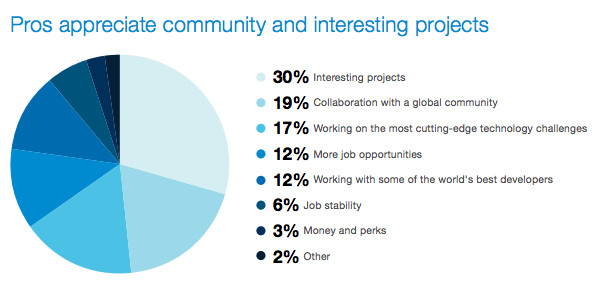 Pros appreciate community and interesting projects
30% Interesting projects
19% Collaboration with a global community
17% Working on the most cutting-edge technology challenges
12% More job opportunities
12% Working with some of the world's best developers
6% Job stability
3% Money and perks
2% Other